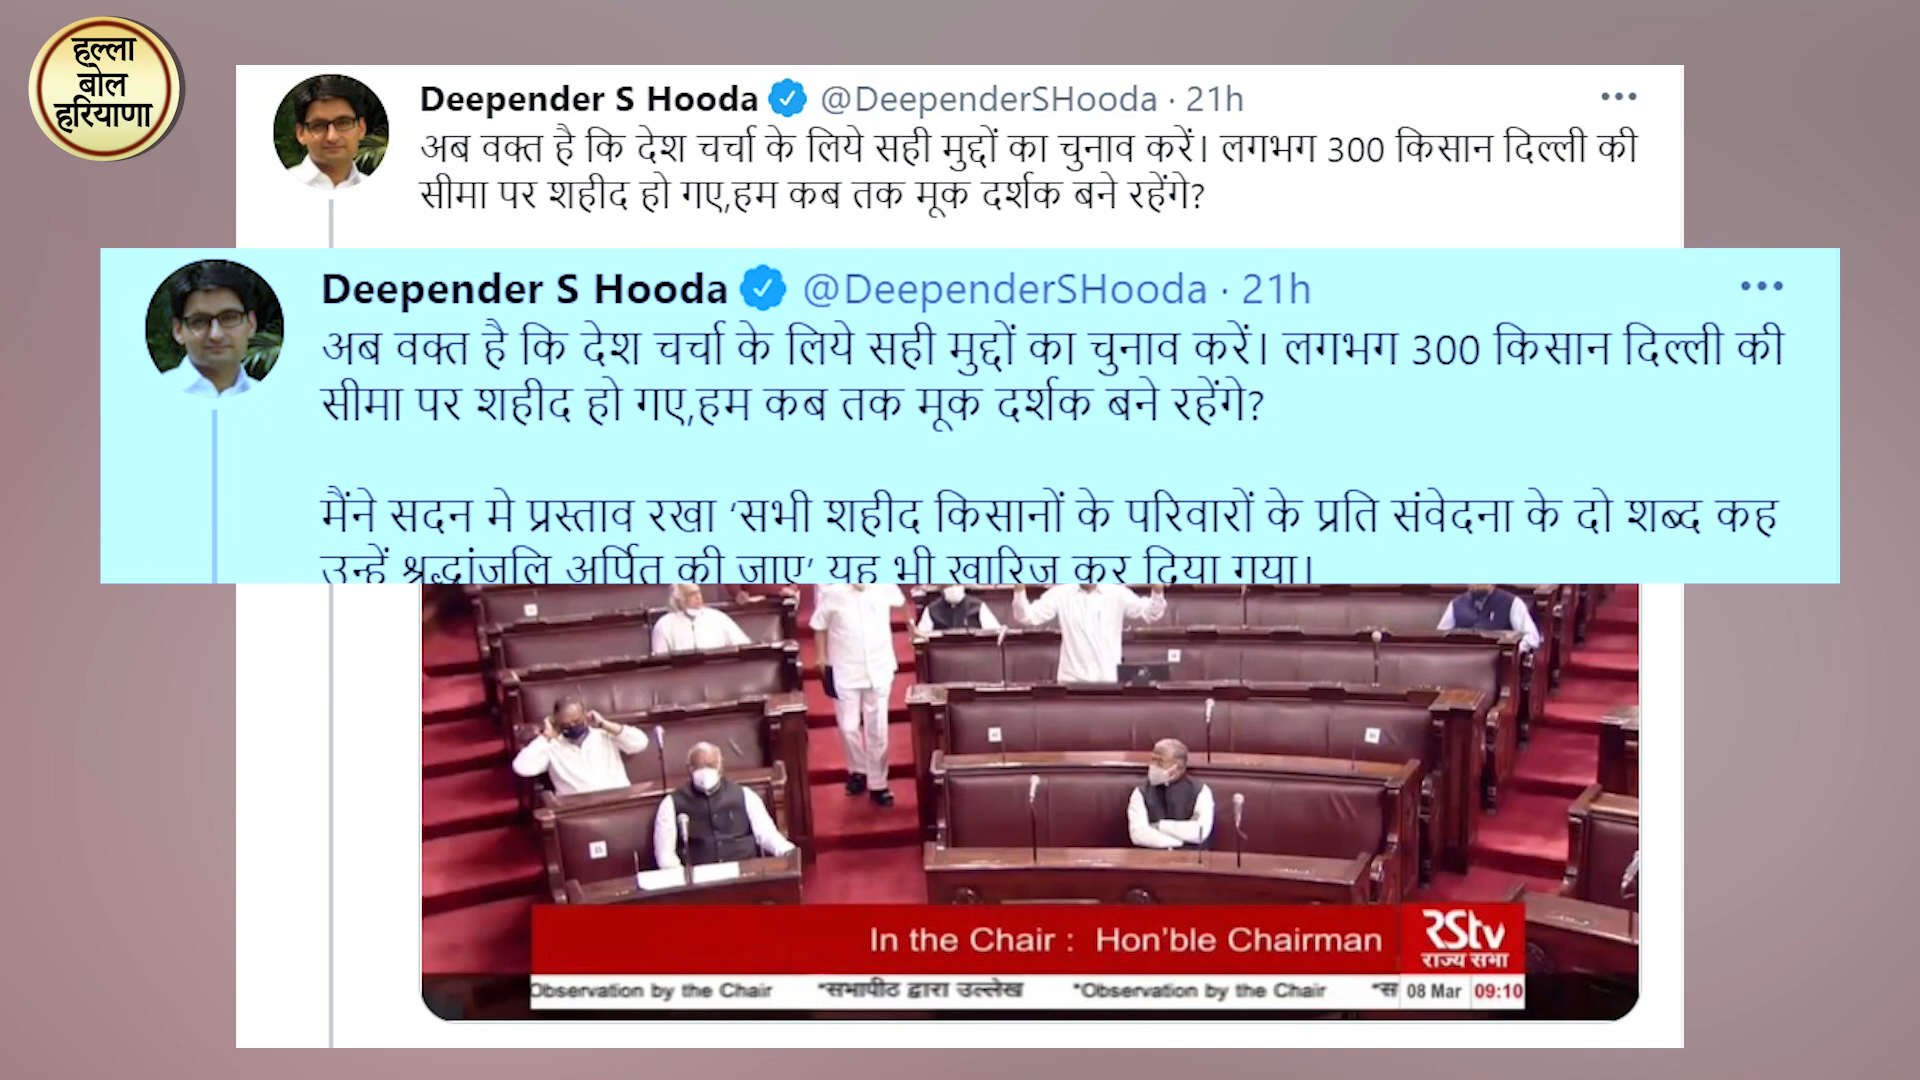 हल्ला
बोल
हरियाणा
Deepender S Hooda @DeependerSHooda · 21h
अब वक्त है कि देश चर्चा के लिये सही मुद्दों का चुनाव करें। लगभग 300 किसान दिल्ली की
सीमा पर शहीद हो गए,हम कब तक मूक दर्शक बने रहेंगे?
Deepender S Hooda @DeependerSHooda · 21h
अब वक्त है कि देश चर्चा के लिये सही मुद्दों का चुनाव करें। लगभग 300 किसान दिल्ली की
सीमा पर शहीद हो गए,हम कब तक मूक दर्शक बने रहेंगे?
मैंने सदन मे प्रस्ताव रखा ‘सभी शहीद किसानों के परिवारों के प्रति संवेदना के दो शब्द कह
उन्हें श्रद्धांजलि अर्पित की जाए’ यह भी खारिज कर दिया गया।
In the Chair : Hon'ble Chairman
RStv
राज्य सभा
Observation by the Chair *सभापीठ द्वारा उल्लेख *Observation by the Chair *स 08 Mar 09:10